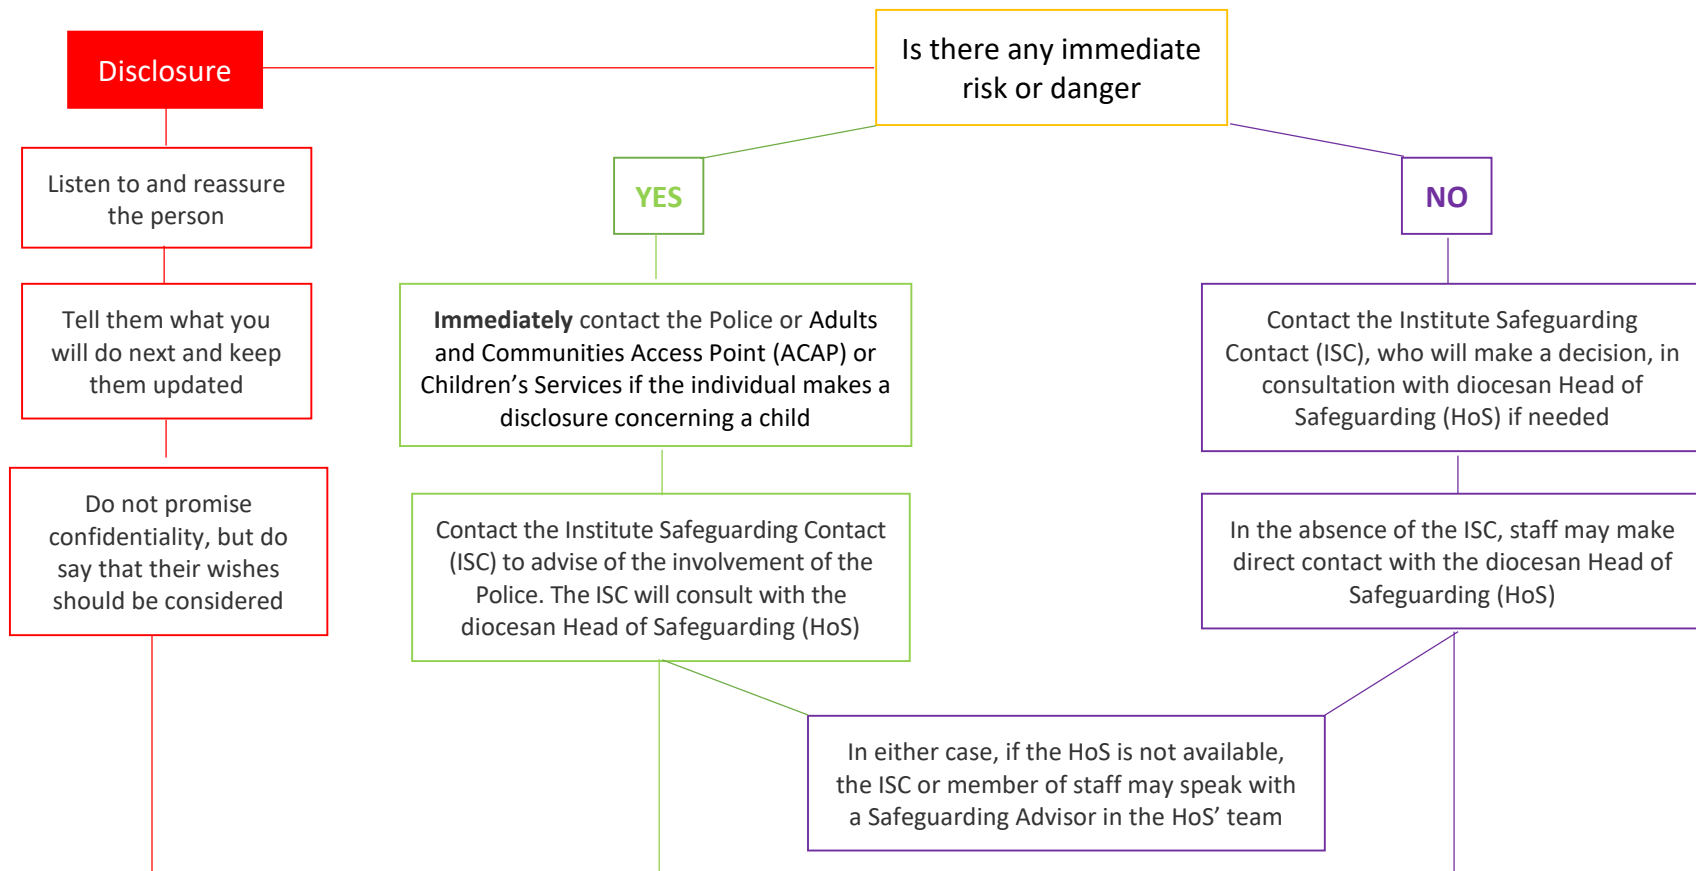 Disclosure
Is there any immediate
risk or danger
Listen to and reassure
the person
Tell them what you
will do next and keep
them updated
Do not promise
confidentiality, but do
say that their wishes
should be considered
YES
Immediately contact the Police or Adults
and Communities Access Point (ACAP) or
Children’s Services if the individual makes a
disclosure concerning a child
Contact the Institute Safeguarding Contact
(ISC) to advise of the involvement of the
Police. The ISC will consult with the
diocesan Head of Safeguarding (HoS)
NO
Contact the Institute Safeguarding
Contact (ISC), who will make a decision, in
consultation with diocesan Head of
Safeguarding (HoS) if needed
In the absence of the ISC, staff may make
direct contact with the diocesan Head of
Safeguarding (HoS)
In either case, if the HoS is not available,
the ISC or member of staff may speak with
a Safeguarding Advisor in the HoS’ team